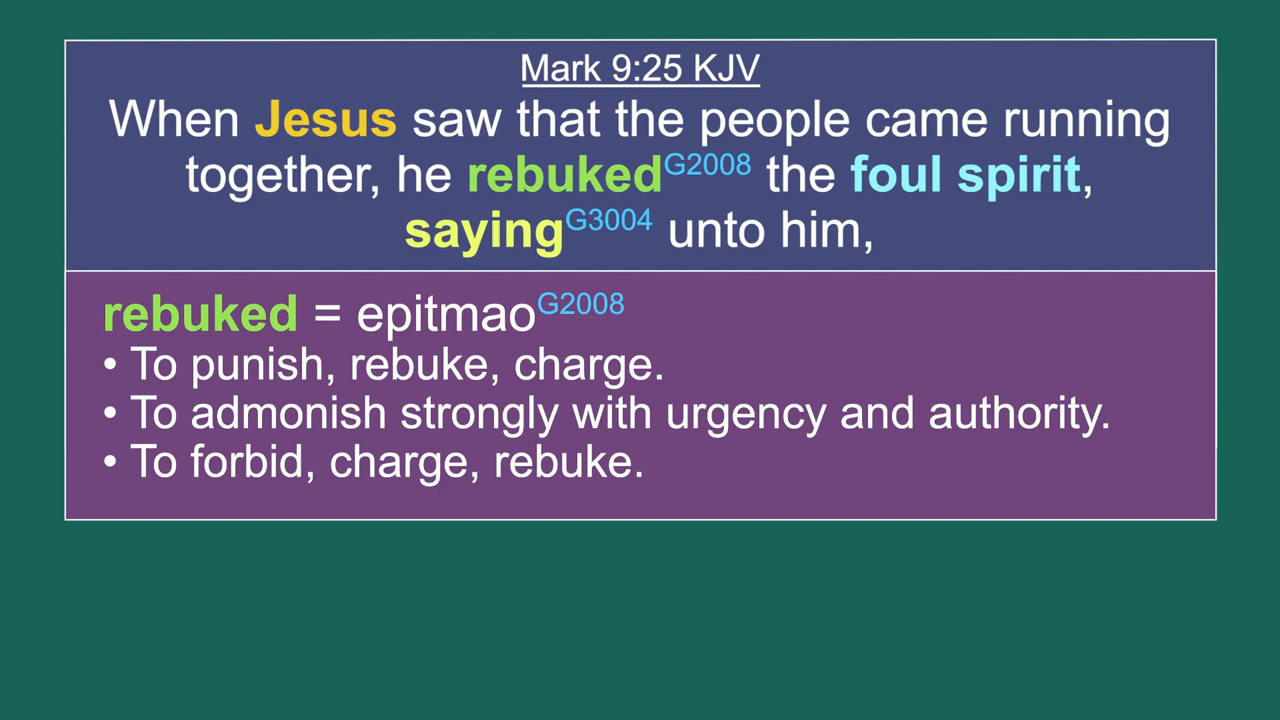 Mark 9:25 KJV
When Jesus saw that the people came running
together, he rebukedG2008 the foul spirit,
sayingG3004 unto him,
rebuked = epitmaoG2008
• To punish, rebuke, charge.
• To admonish strongly with urgency and authority.
• To forbid, charge, rebuke.